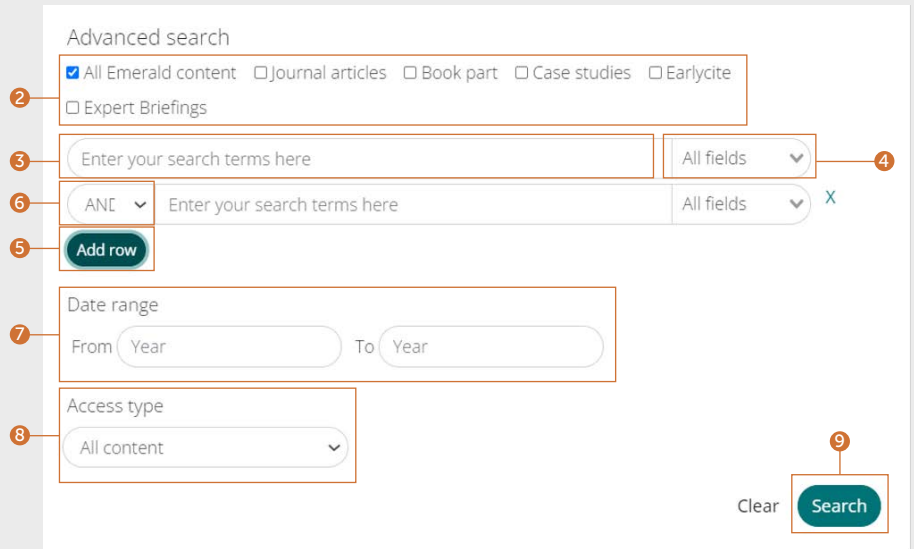 Advanced search
All Emerald content Journal articles Book part Case studies Earlycite
2
Expert Briefings
3 Enter your search terms here All fields 4
6 AND Enter your search terms here All fields X
5 Add row
Date range
7 From Year To Year
Access type
8 All content
9
Clear Search